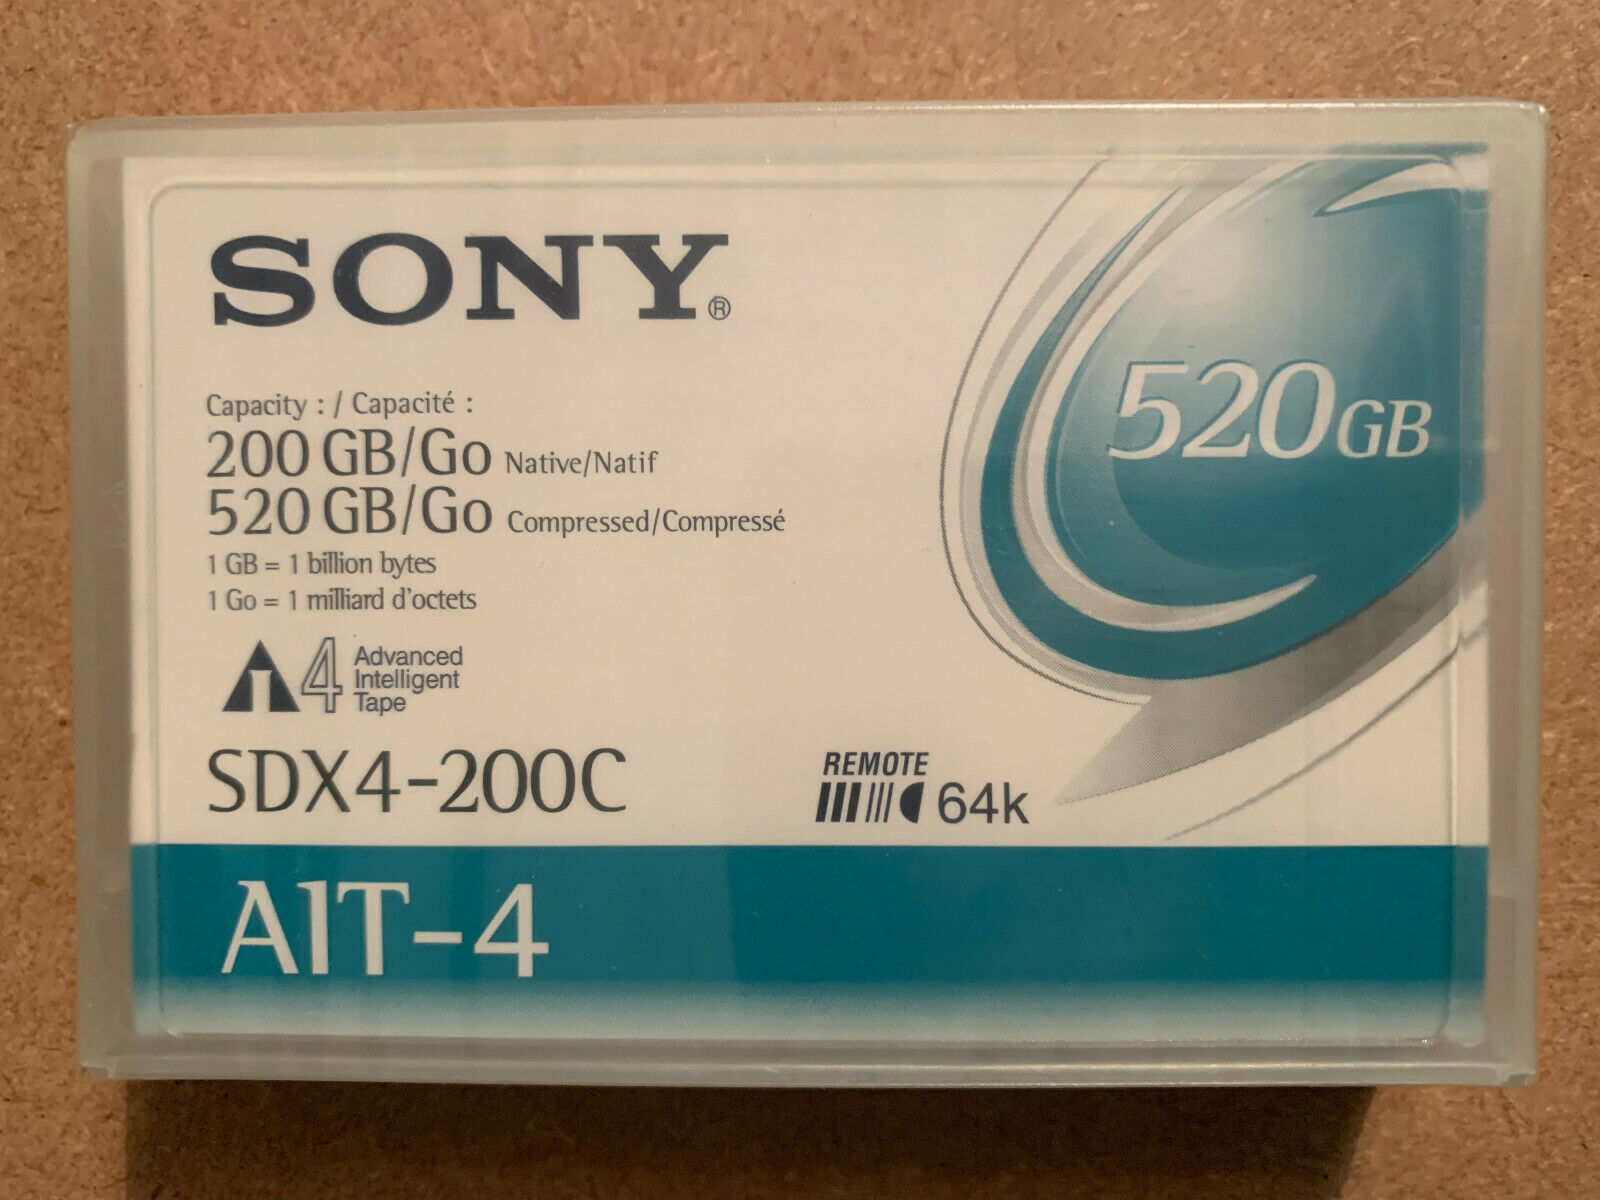 SONY®
Capacity : / Capacité :
200 GB/Go Native/Natif
520 GB/Go Compressed/Compressé
1 GB = 1 billion bytes
1 Go = 1 milliard d'octets
520GB
AI 4 Advanced
Intelligent
Tape
SDX4-200C
REMOTE
64k
AIT-4